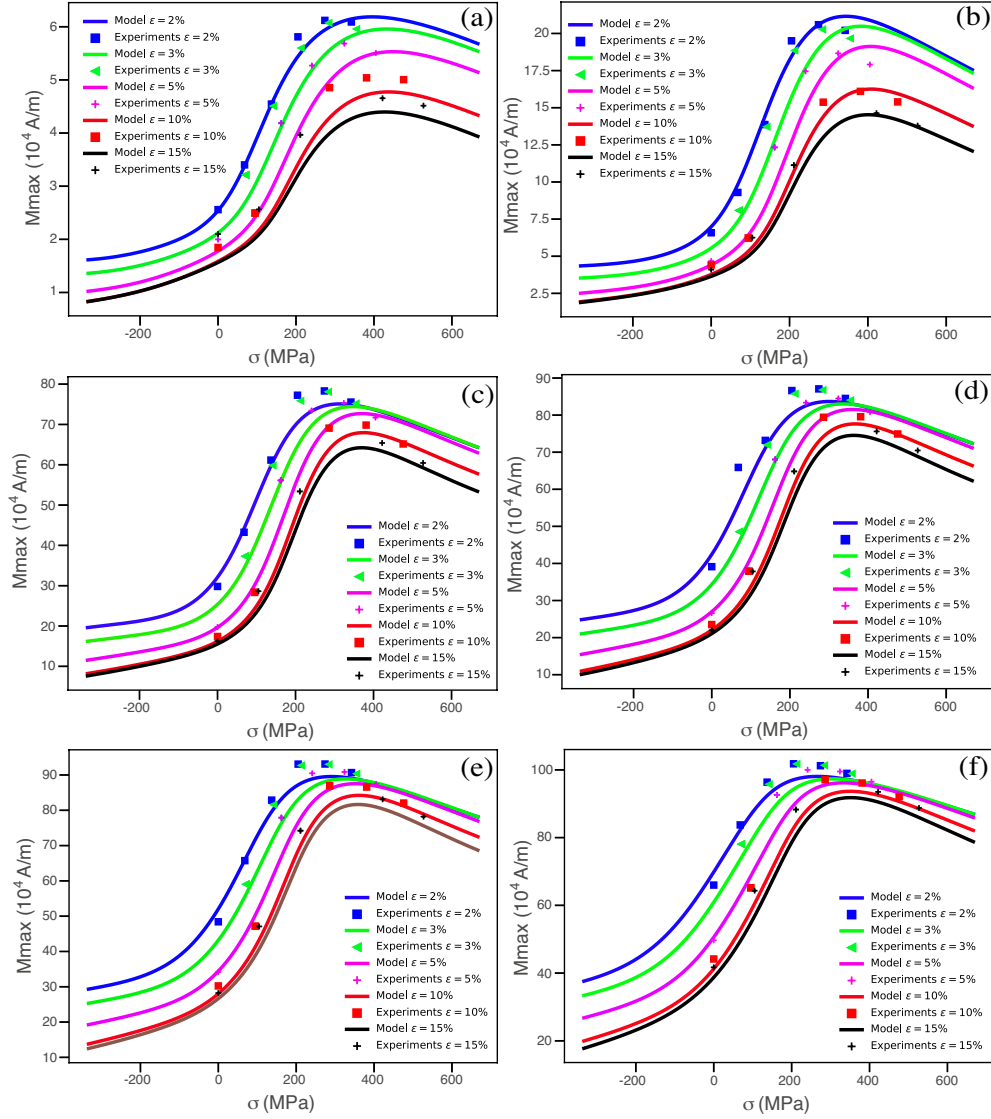 (a)
Mmax (10⁴ A/m)
6
5
4
3
2
1
Model ε = 2%
Experiments ε = 2%
Model ε = 3%
Experiments ε = 3%
Model ε = 5%
Experiments ε = 5%
Model ε = 10%
Experiments ε = 10%
Model ε = 15%
Experiments ε = 15%
-200 0 200 400 600
σ (MPa)
(b)
Mmax (10⁴ A/m)
20
17.5
15
12.5
10
7.5
5
2.5
Model ε = 2%
Experiments ε = 2%
Model ε = 3%
Experiments ε = 3%
Model ε = 5%
Experiments ε = 5%
Model ε = 10%
Experiments ε = 10%
Model ε = 15%
Experiments ε = 15%
-200 0 200 400 600
σ (MPa)
(c)
Mmax (10⁴ A/m)
80
70
60
50
40
30
20
10
Model ε = 2%
Experiments ε = 2%
Model ε = 3%
Experiments ε = 3%
Model ε = 5%
Experiments ε = 5%
Model ε = 10%
Experiments ε = 10%
Model ε = 15%
Experiments ε = 15%
-200 0 200 400 600
σ (MPa)
(d)
Mmax (10⁴ A/m)
90
80
70
60
50
40
30
20
10
Model ε = 2%
Experiments ε = 2%
Model ε = 3%
Experiments ε = 3%
Model ε = 5%
Experiments ε = 5%
Model ε = 10%
Experiments ε = 10%
Model ε = 15%
Experiments ε = 15%
-200 0 200 400 600
σ (MPa)
(e)
Mmax (10⁴ A/m)
90
80
70
60
50
40
30
20
10
Model ε = 2%
Experiments ε = 2%
Model ε = 3%
Experiments ε = 3%
Model ε = 5%
Experiments ε = 5%
Model ε = 10%
Experiments ε = 10%
Model ε = 15%
Experiments ε = 15%
-200 0 200 400 600
σ (MPa)
(f)
Mmax (10⁴ A/m)
100
80
60
40
20
Model ε = 2%
Experiments ε = 2%
Model ε = 3%
Experiments ε = 3%
Model ε = 5%
Experiments ε = 5%
Model ε = 10%
Experiments ε = 10%
Model ε = 15%
Experiments ε = 15%
-200 0 200 400 600
σ (MPa)